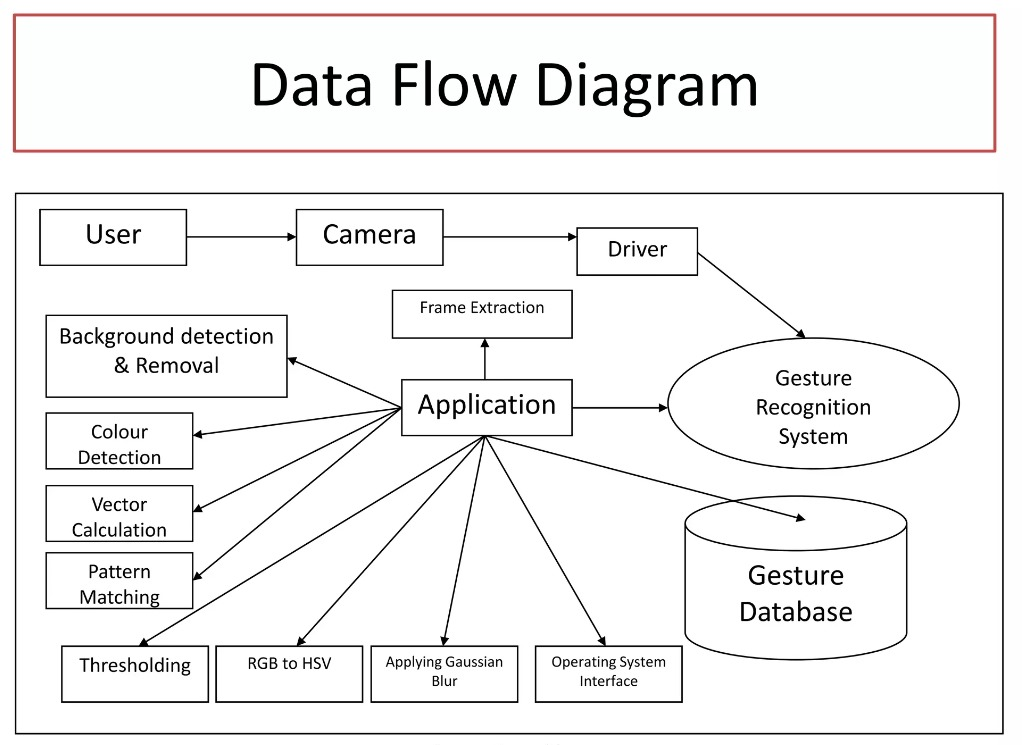 Data Flow Diagram
User
Camera
Driver
Frame Extraction
Background detection
& Removal
Application
Gesture
Recognition
System
Colour
Detection
Vector
Calculation
Pattern
Matching
Gesture
Database
Thresholding
RGB to HSV
Applying Gaussian
Blur
Operating System
Interface